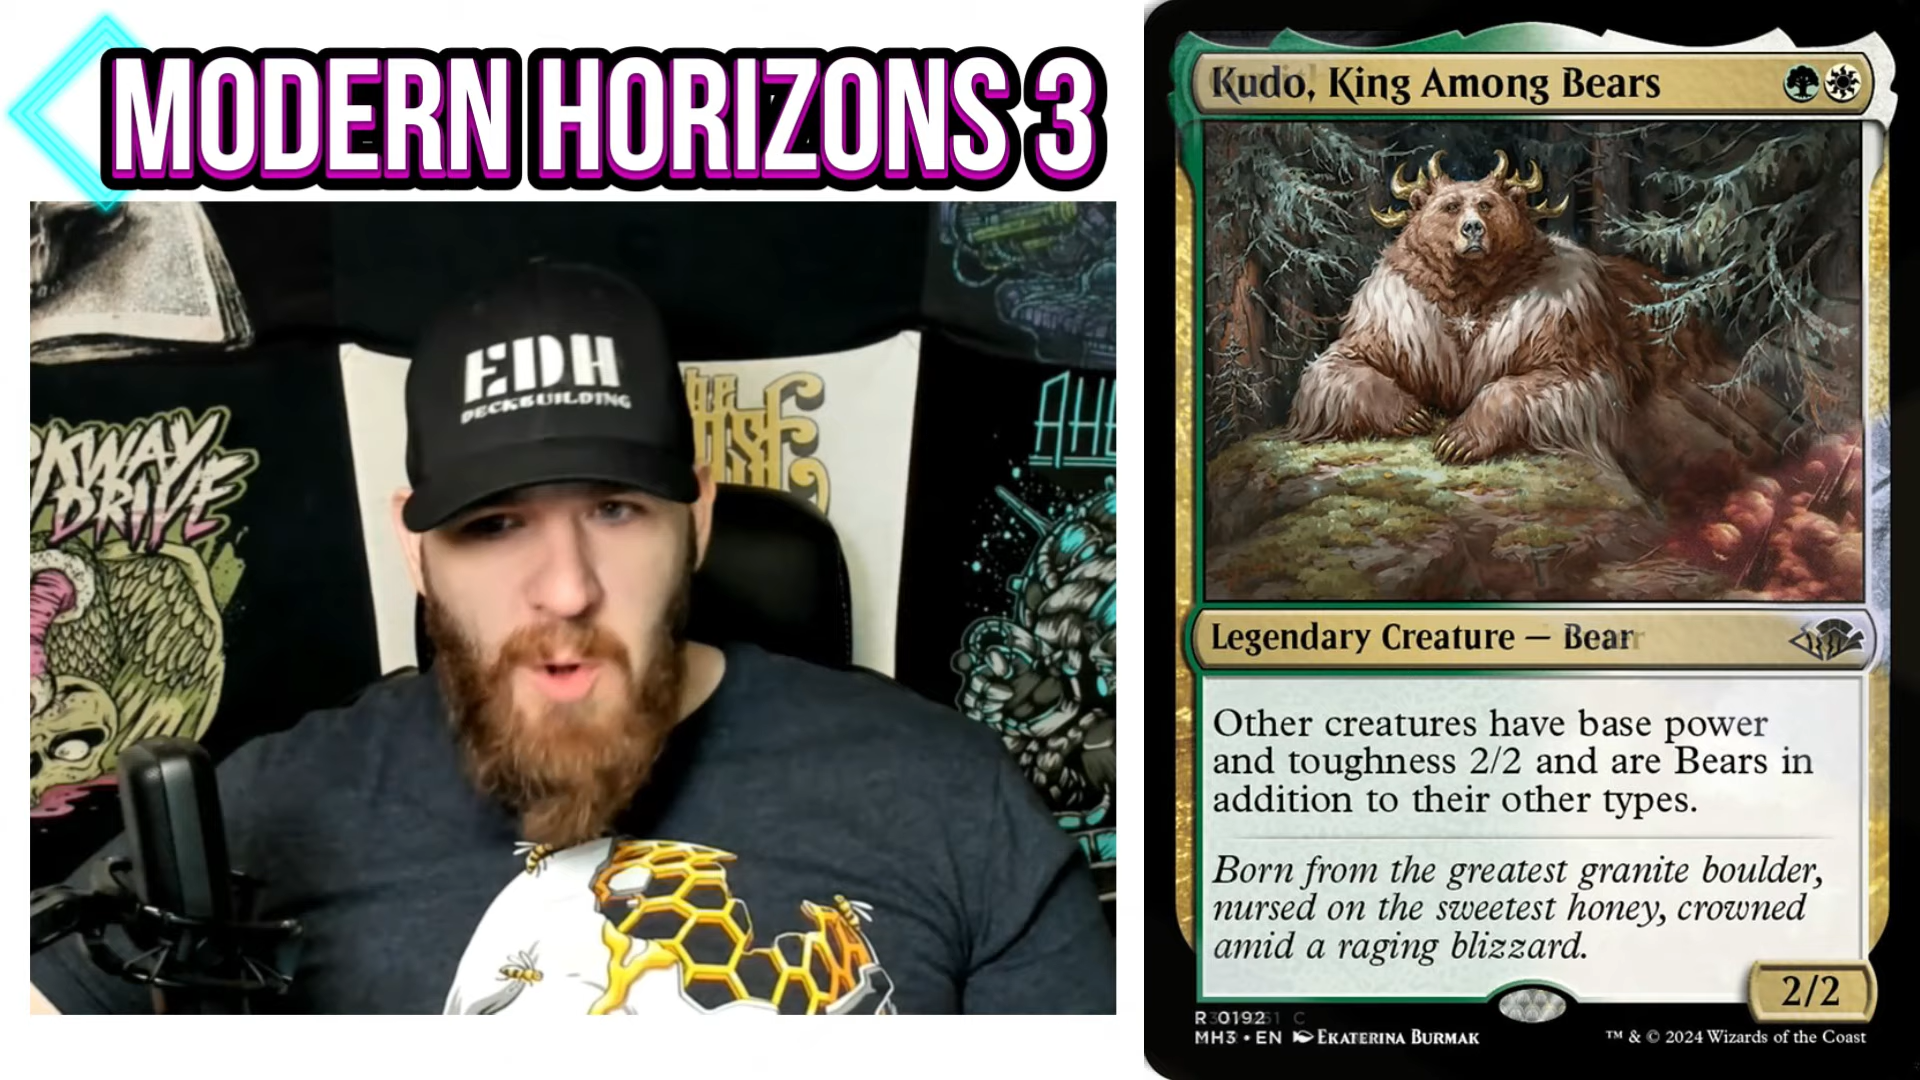 MODERN HORIZONS 3
EDH
DECKBUILDING
DRIVE
Kudo, King Among Bears
Legendary Creature — Bear
Other creatures have base power
and toughness 2/2 and are Bears in
addition to their other types.
Born from the greatest granite boulder,
nursed on the sweetest honey, crowned
amid a raging blizzard.
2/2
R 0192
MH3 • EN EKATERINA BURMAK
™ & © 2024 Wizards of the Coast